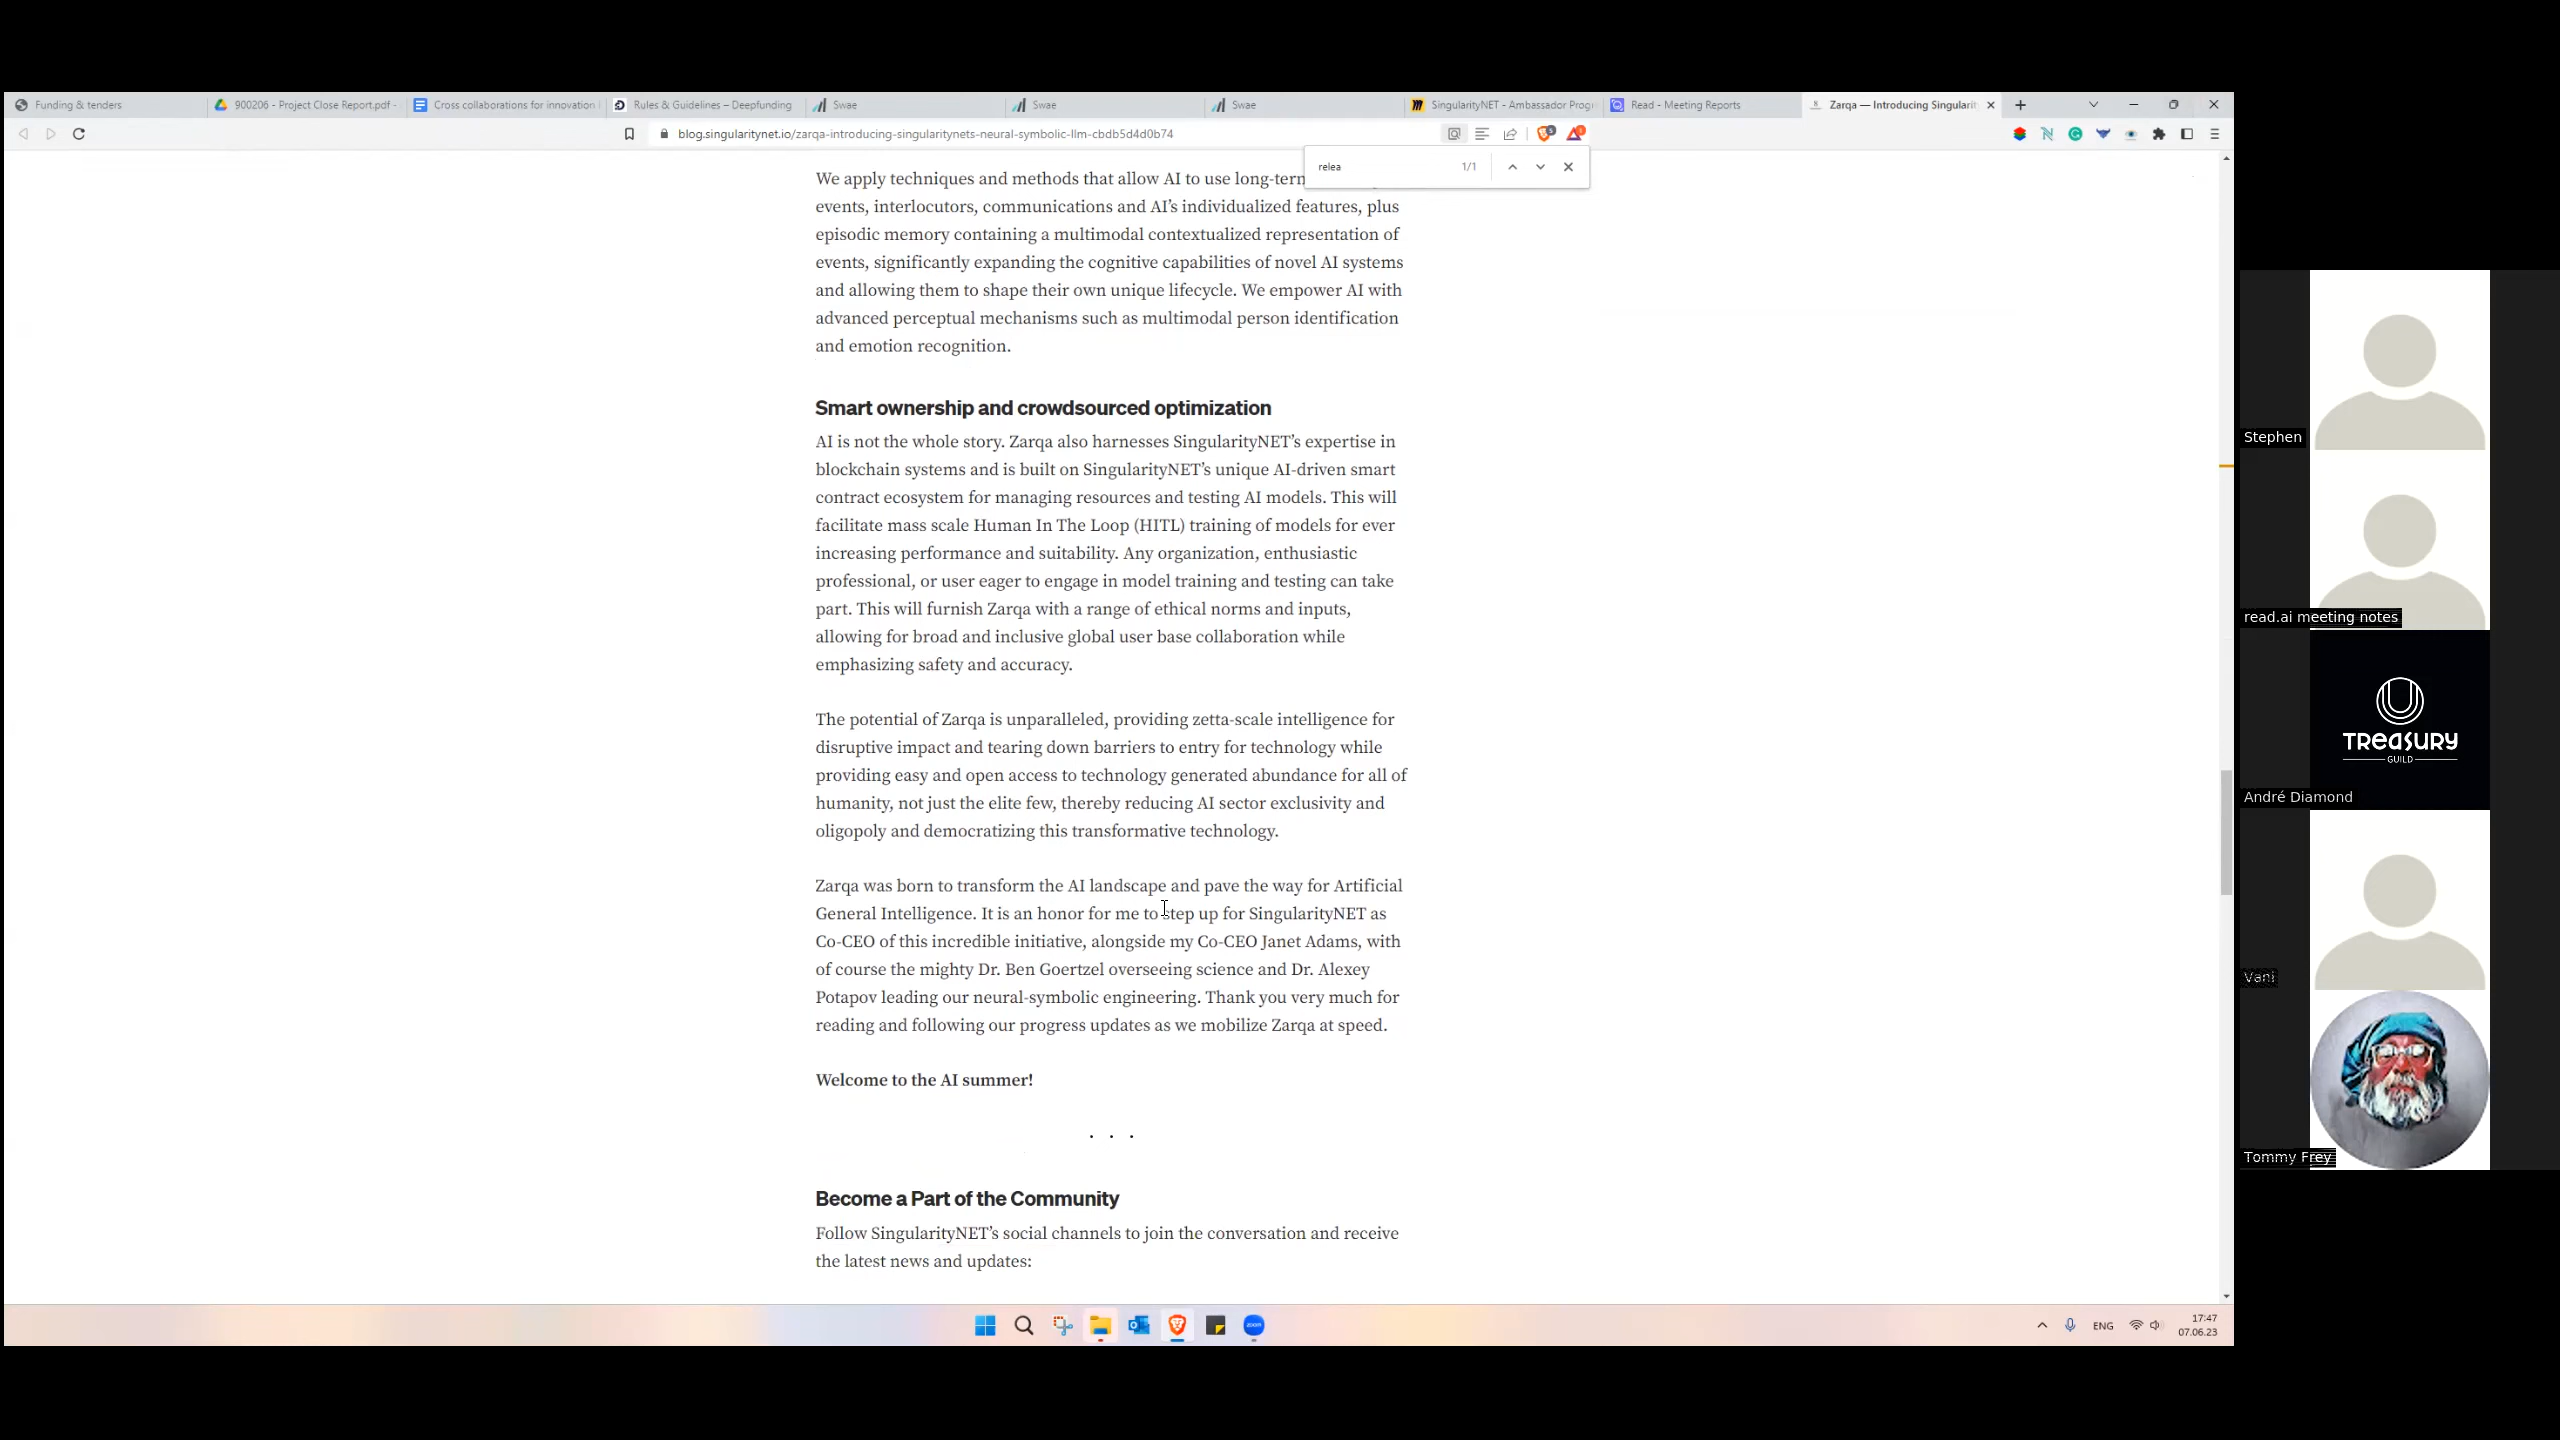 Funding & tenders
900206 - Project Close Report.pdf -
Cross collaborations for innovation
Rules & Guidelines – Deepfunding
Swae
Swae
Swae
SingularityNET - Ambassador Progr
Read - Meeting Reports
Zarqa — Introducing Singularit
blog.singularitynet.io/zarqa-introducing-singularitynets-neural-symbolic-llm-cbdb5d4d0b74
relea
1/1
We apply techniques and methods that allow AI to use long-term
events, interlocutors, communications and AI’s individualized features, plus
episodic memory containing a multimodal contextualized representation of
events, significantly expanding the cognitive capabilities of novel AI systems
and allowing them to shape their own unique lifecycle. We empower AI with
advanced perceptual mechanisms such as multimodal person identification
and emotion recognition.
Smart ownership and crowdsourced optimization
AI is not the whole story. Zarqa also harnesses SingularityNET’s expertise in
blockchain systems and is built on SingularityNET’s unique AI-driven smart
contract ecosystem for managing resources and testing AI models. This will
facilitate mass scale Human In The Loop (HITL) training of models for ever
increasing performance and suitability. Any organization, enthusiastic
professional, or user eager to engage in model training and testing can take
part. This will furnish Zarqa with a range of ethical norms and inputs,
allowing for broad and inclusive global user base collaboration while
emphasizing safety and accuracy.
The potential of Zarqa is unparalleled, providing zetta-scale intelligence for
disruptive impact and tearing down barriers to entry for technology while
providing easy and open access to technology generated abundance for all of
humanity, not just the elite few, thereby reducing AI sector exclusivity and
oligopoly and democratizing this transformative technology.
Zarqa was born to transform the AI landscape and pave the way for Artificial
General Intelligence. It is an honor for me to step up for SingularityNET as
Co-CEO of this incredible initiative, alongside my Co-CEO Janet Adams, with
of course the mighty Dr. Ben Goertzel overseeing science and Dr. Alexey
Potapov leading our neural-symbolic engineering. Thank you very much for
reading and following our progress updates as we mobilize Zarqa at speed.
Welcome to the AI summer!
. . .
Become a Part of the Community
Follow SingularityNET’s social channels to join the conversation and receive
the latest news and updates:
Stephen
read.ai meeting notes
TREASURY
GUILD
André Diamond
Vani
Tommy Frey
zoom
ENG
17:47
07.06.23